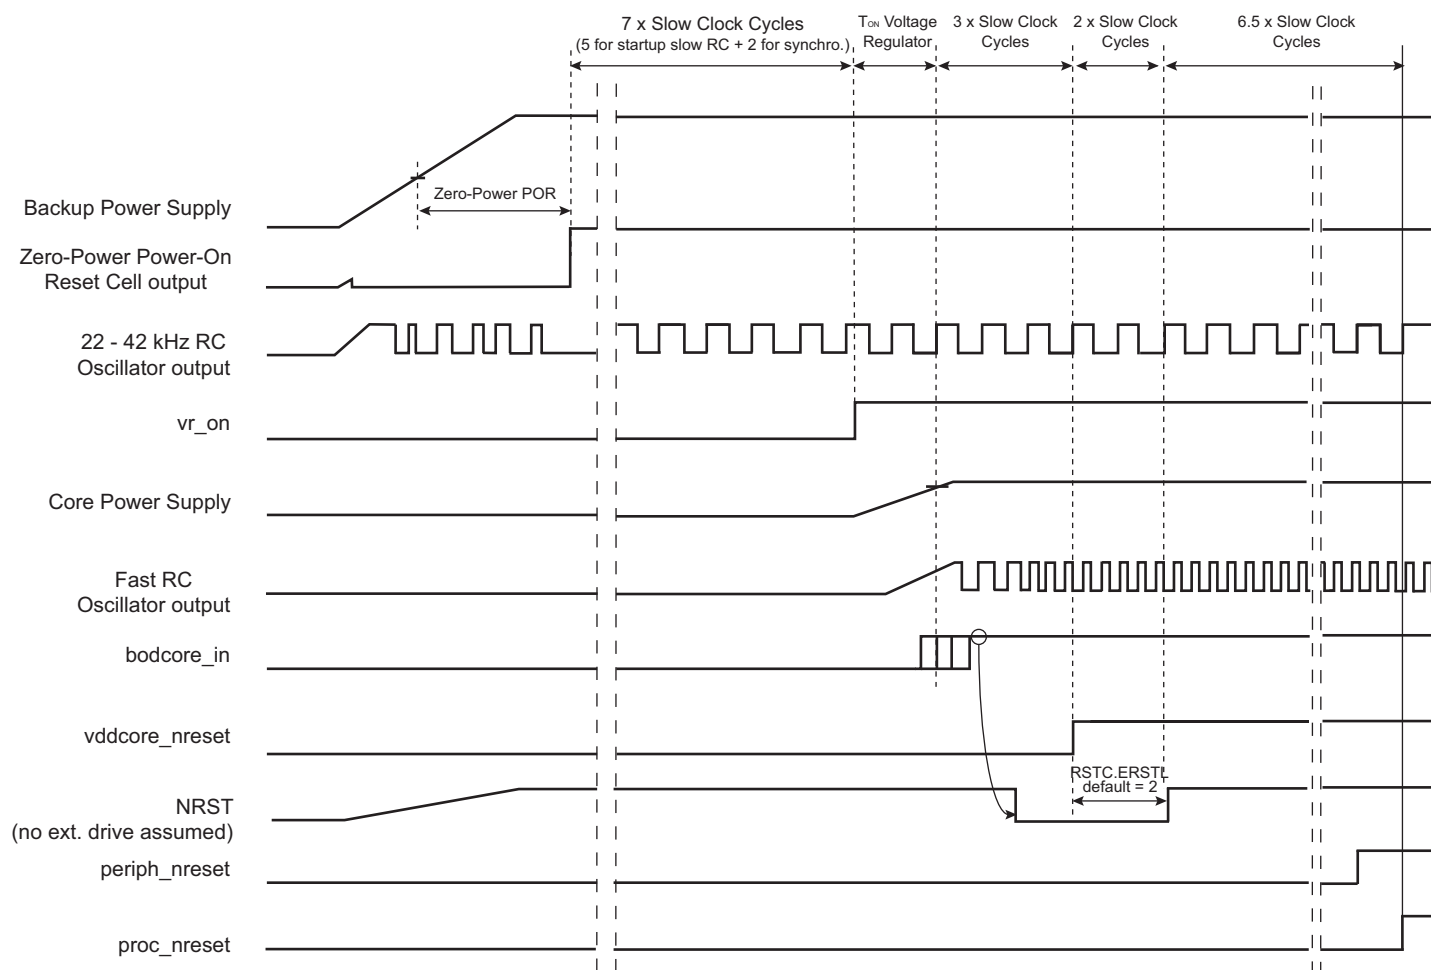 7 x Slow Clock Cycles
(5 for startup slow RC + 2 for synchro.)
TON Voltage
Regulator
3 x Slow Clock
Cycles
2 x Slow Clock
Cycles
6.5 x Slow Clock
Cycles
Zero-Power POR
Backup Power Supply
Zero-Power Power-On
Reset Cell output
22 - 42 kHz RC
Oscillator output
vr_on
Core Power Supply
Fast RC
Oscillator output
bodcore_in
vddcore_nreset
RSTC.ERSTL
default = 2
NRST
(no ext. drive assumed)
periph_nreset
proc_nreset